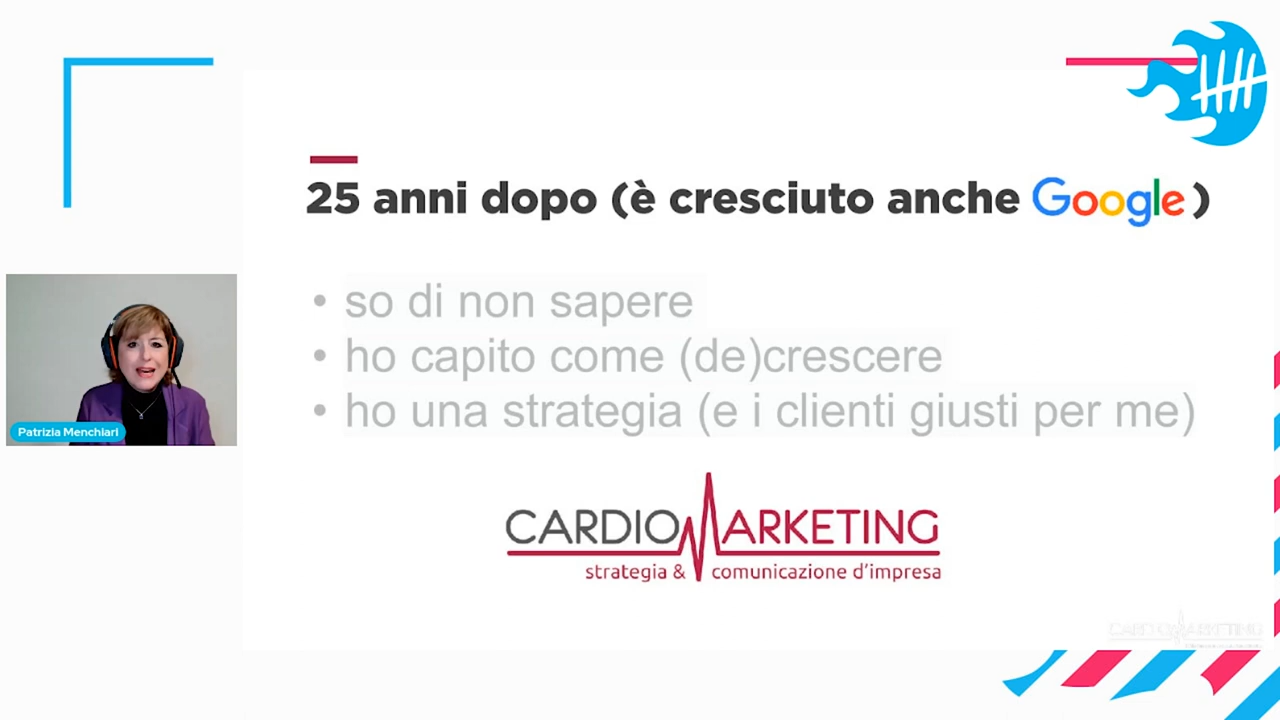 25 anni dopo (è cresciuto anche Google)
• so di non sapere
• ho capito come (de)crescere
• ho una strategia (e i clienti giusti per me)
Patrizia Menchiari
CARDIOMARKETING
strategia & comunicazione d'impresa
CARDIOMARKETING